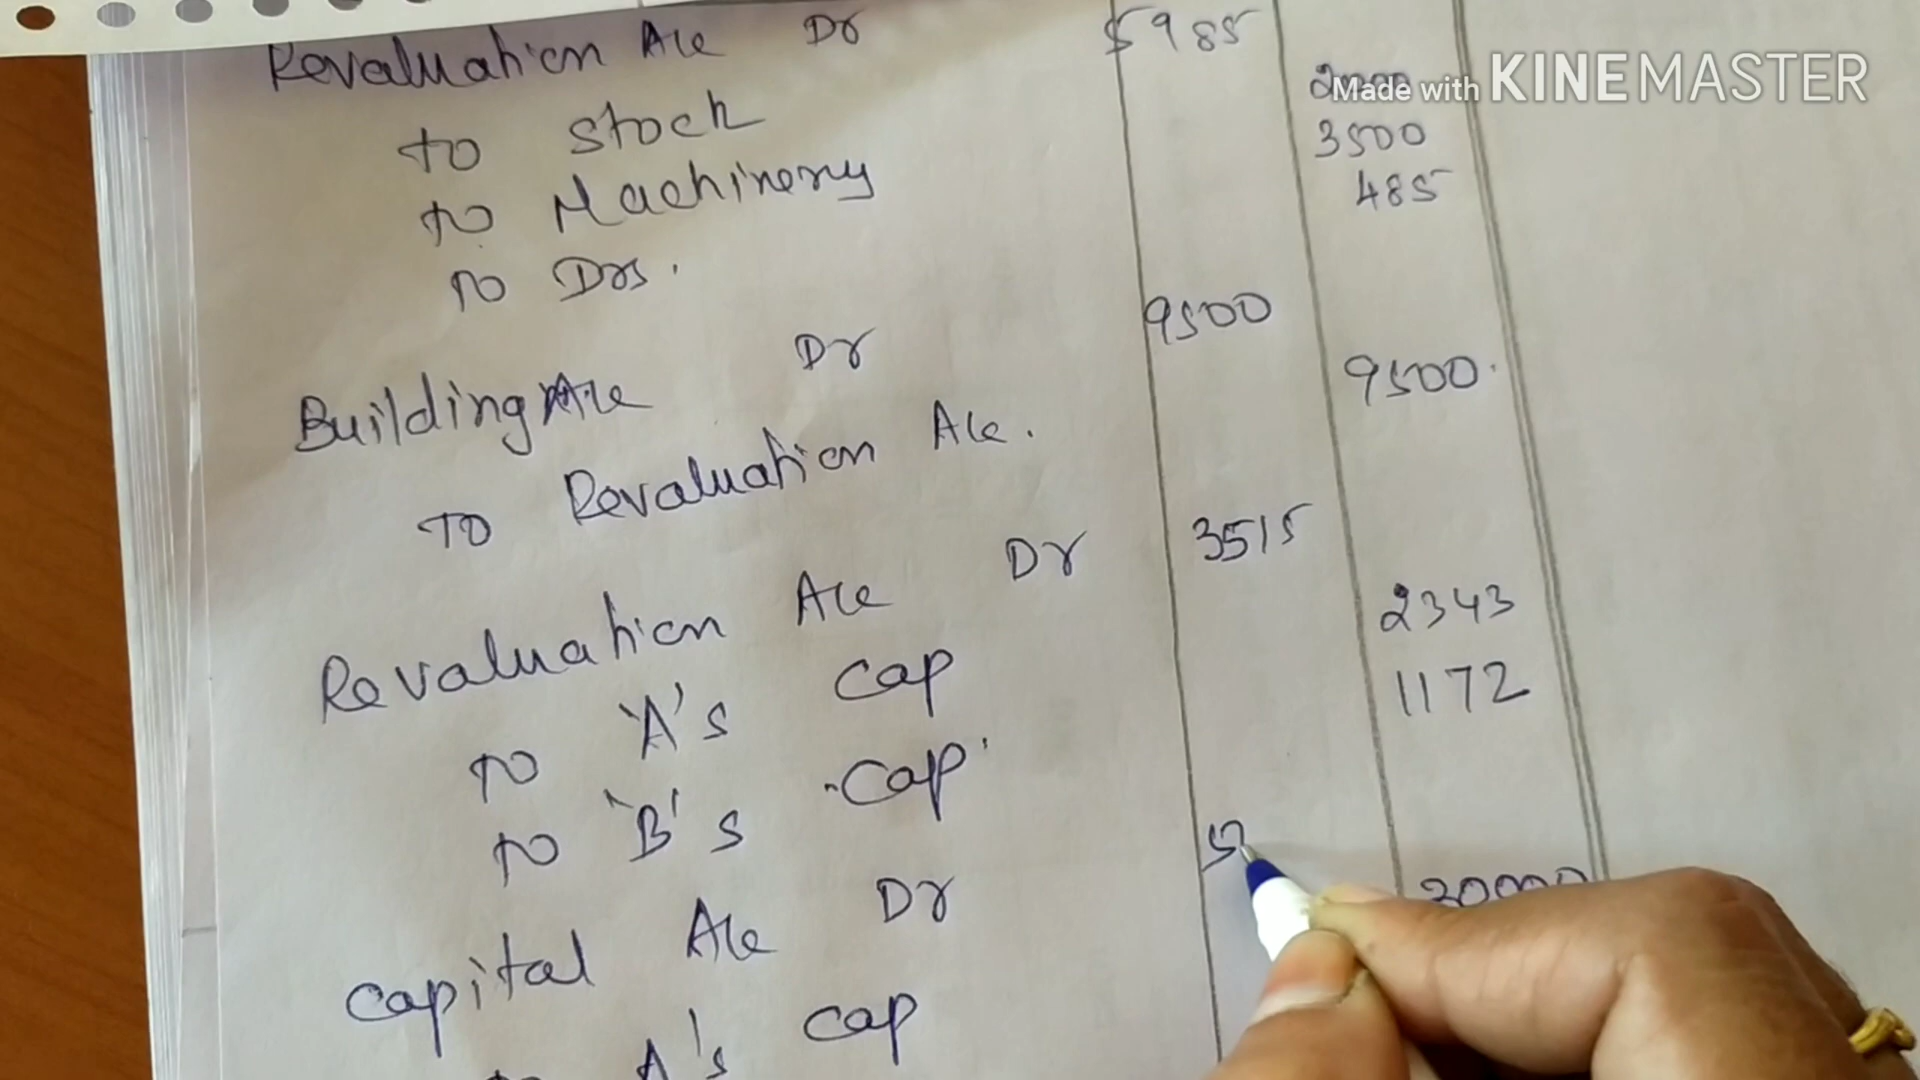 Revaluation A/c Dr 5985
to Stock 2000
to Machinery 3500
to Drs. 485
Building A/c Dr 9500
To Revaluation A/c. 9500.
Revaluation A/c Dr 3515
to 'A's Cap 2343
to 'B's Cap 1172
Capital A/c Dr
A's Cap
Made with KINEMASTER